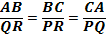 AB/QR = BC/PR = CA/PQ